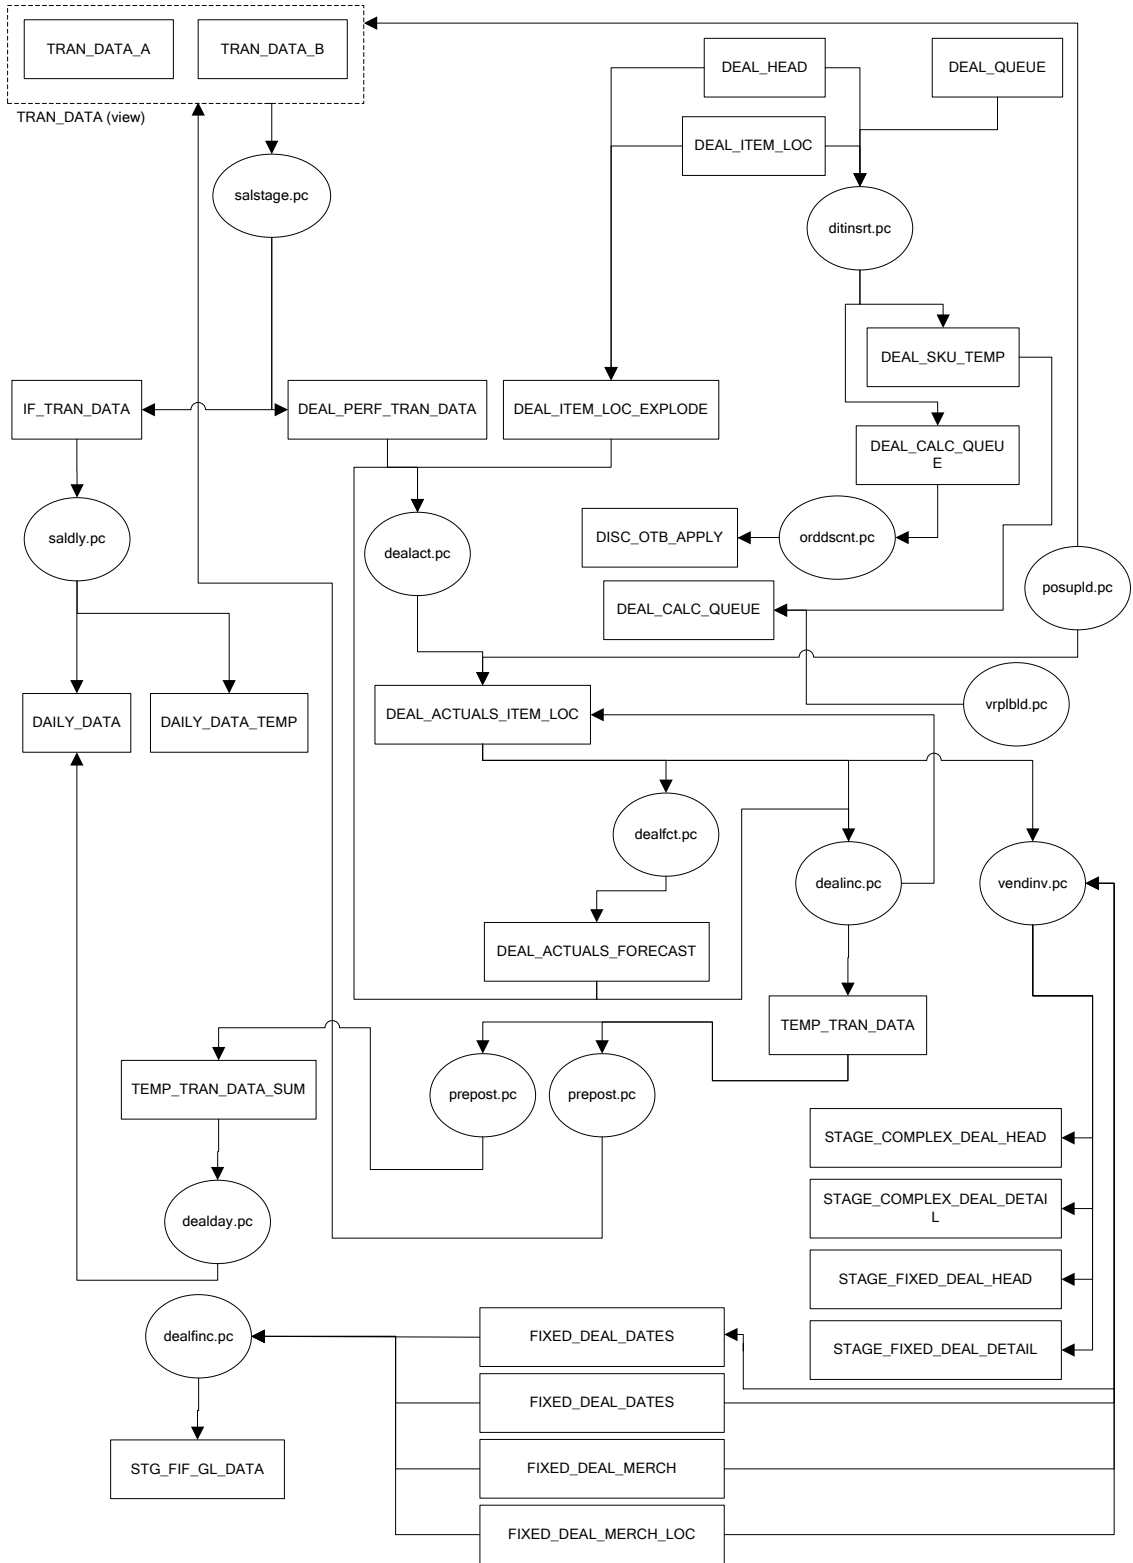 TRAN_DATA_A
TRAN_DATA_B
TRAN_DATA (view)
DEAL_HEAD
DEAL_QUEUE
DEAL_ITEM_LOC
salstage.pc
ditinsrt.pc
DEAL_SKU_TEMP
IF_TRAN_DATA
DEAL_PERF_TRAN_DATA
DEAL_ITEM_LOC_EXPLODE
DEAL_CALC_QUEU
E
saldly.pc
dealact.pc
DISC_OTB_APPLY
orddscnt.pc
posupld.pc
DEAL_CALC_QUEUE
DAILY_DATA
DAILY_DATA_TEMP
DEAL_ACTUALS_ITEM_LOC
vrplbld.pc
dealfct.pc
dealinc.pc
vendinv.pc
DEAL_ACTUALS_FORECAST
TEMP_TRAN_DATA
TEMP_TRAN_DATA_SUM
prepost.pc
prepost.pc
STAGE_COMPLEX_DEAL_HEAD
STAGE_COMPLEX_DEAL_DETAI
L
dealday.pc
STAGE_FIXED_DEAL_HEAD
dealfinc.pc
FIXED_DEAL_DATES
STAGE_FIXED_DEAL_DETAIL
FIXED_DEAL_DATES
STG_FIF_GL_DATA
FIXED_DEAL_MERCH
FIXED_DEAL_MERCH_LOC